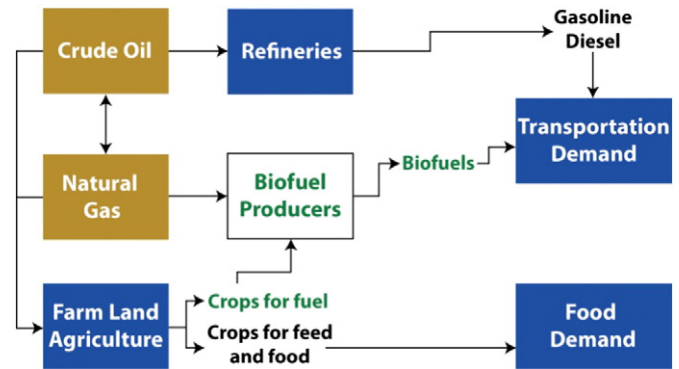 Crude Oil
Refineries
Gasoline
Diesel
Transportation
Demand
Natural
Gas
Biofuel
Producers
Biofuels
Farm Land
Agriculture
Crops for fuel
Crops for feed
and food
Food
Demand